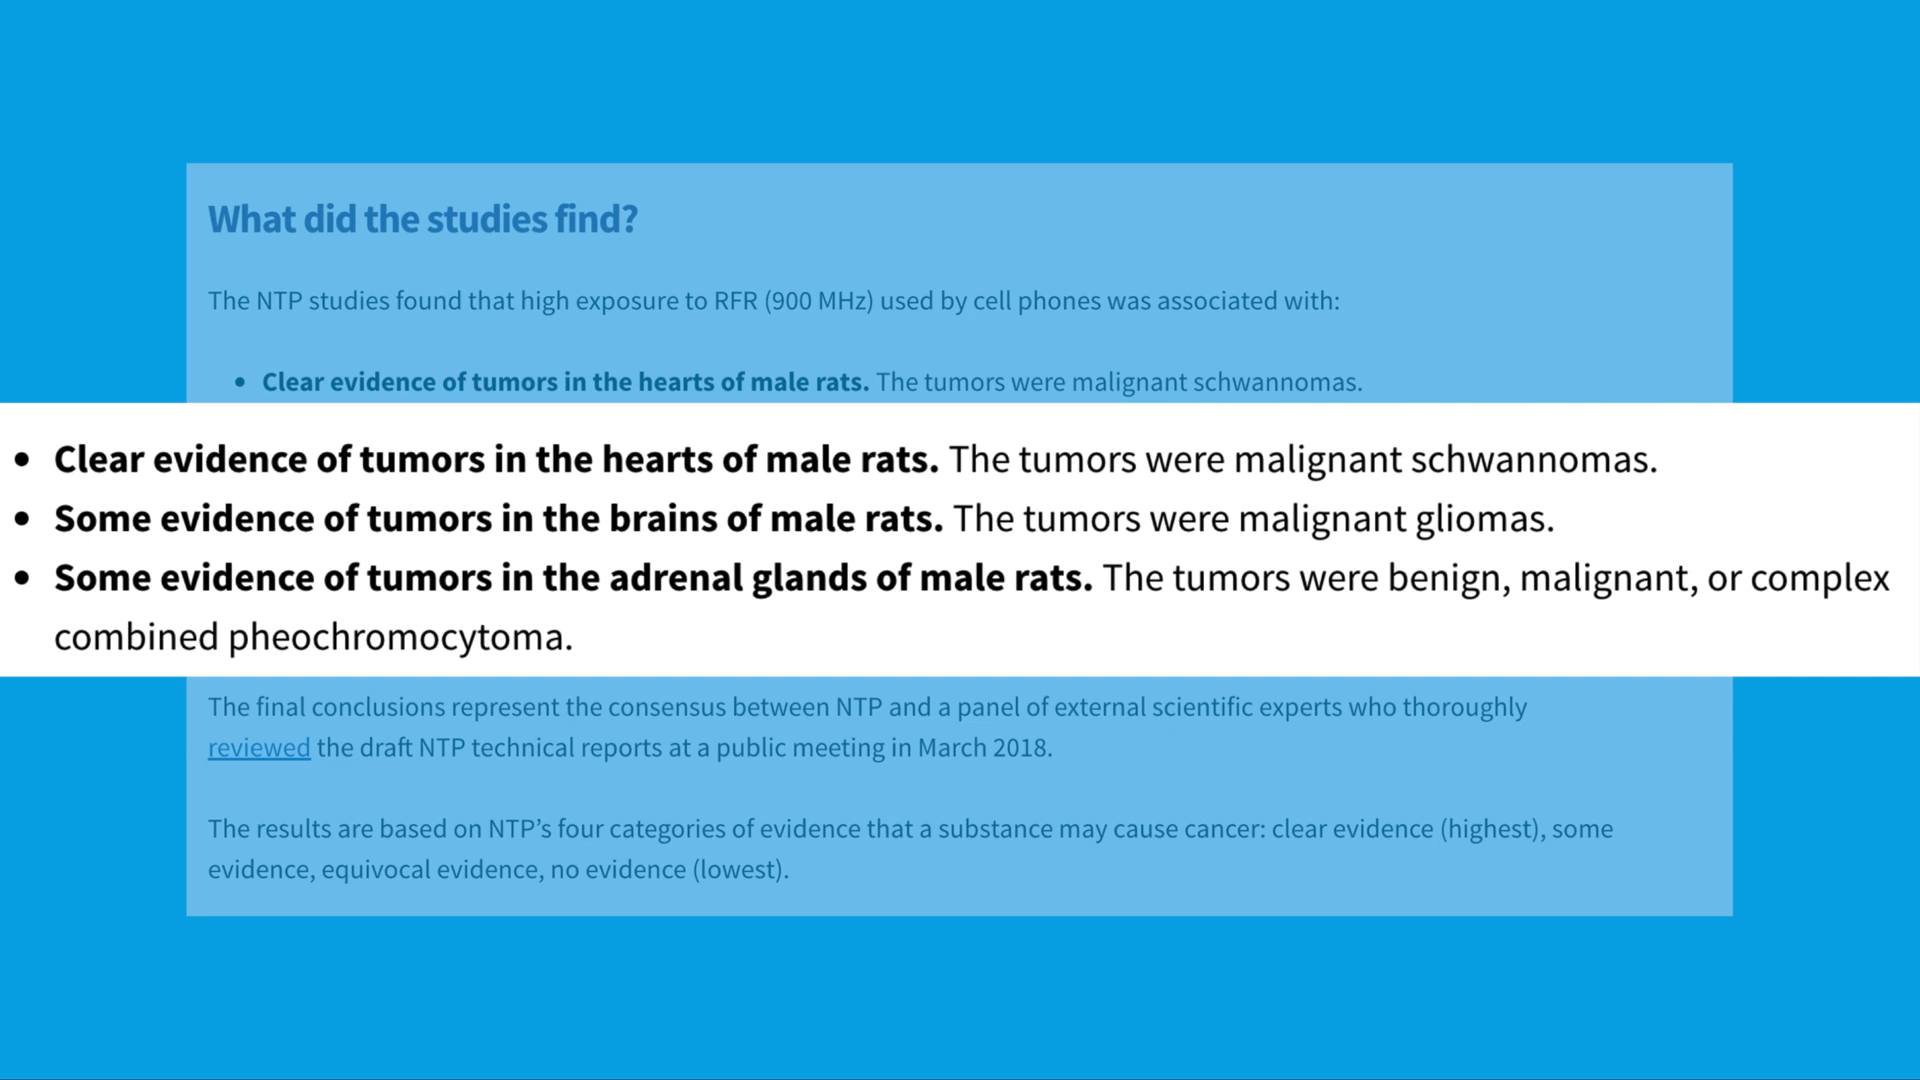 What did the studies find?
The NTP studies found that high exposure to RFR (900 MHz) used by cell phones was associated with:
• Clear evidence of tumors in the hearts of male rats. The tumors were malignant schwannomas.
• Clear evidence of tumors in the hearts of male rats. The tumors were malignant schwannomas.
• Some evidence of tumors in the brains of male rats. The tumors were malignant gliomas.
• Some evidence of tumors in the adrenal glands of male rats. The tumors were benign, malignant, or complex
combined pheochromocytoma.
The final conclusions represent the consensus between NTP and a panel of external scientific experts who thoroughly
reviewed the draft NTP technical reports at a public meeting in March 2018.
The results are based on NTP’s four categories of evidence that a substance may cause cancer: clear evidence (highest), some
evidence, equivocal evidence, no evidence (lowest).